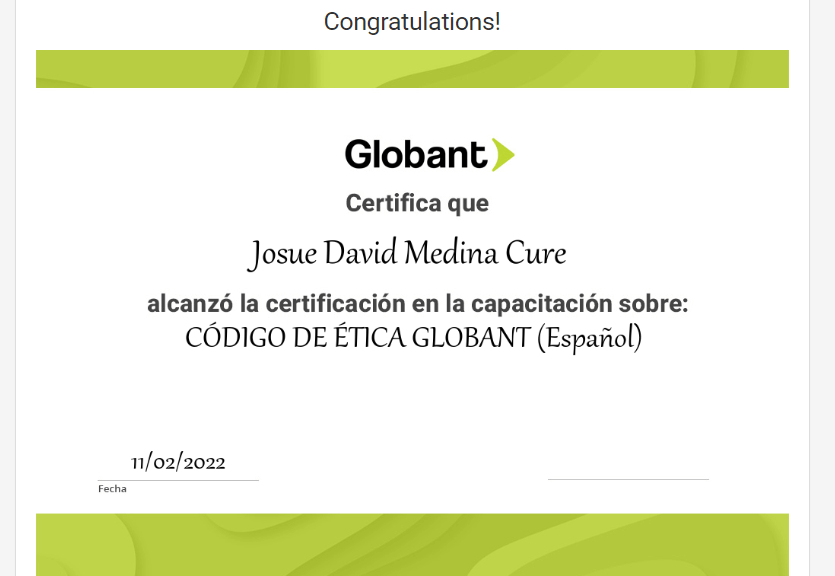 Congratulations!
Globant
Certifica que
Josue David Medina Cure
alcanzó la certificación en la capacitación sobre:
CÓDIGO DE ÉTICA GLOBANT (Español)
11/02/2022
Fecha